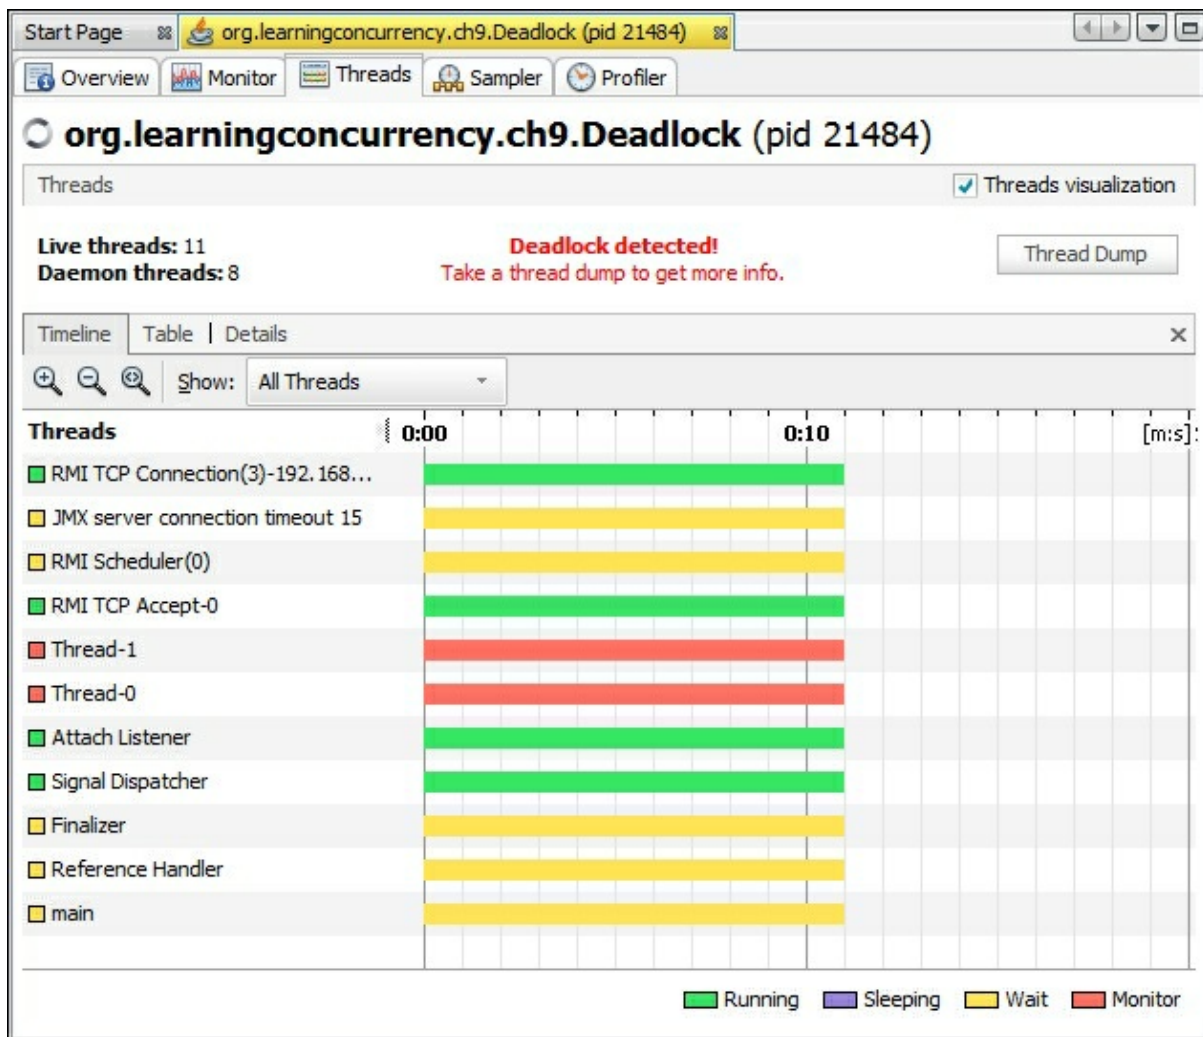 Start Page
org.learningconcurrency.ch9.Deadlock (pid 21484)
Overview Monitor Threads Sampler Profiler
org.learningconcurrency.ch9.Deadlock (pid 21484)
Threads Threads visualization
Live threads: 11 Deadlock detected!
Daemon threads: 8 Take a thread dump to get more info. Thread Dump
Timeline Table Details
Show: All Threads
Threads 0:00 0:10 [m:s]
RMI TCP Connection(3)-192.168...
JMX server connection timeout 15
RMI Scheduler(0)
RMI TCP Accept-0
Thread-1
Thread-0
Attach Listener
Signal Dispatcher
Finalizer
Reference Handler
main
Running Sleeping Wait Monitor